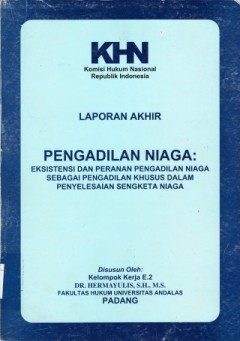 KHN
Komisi Hukum Nasional
Republik Indonesia
LAPORAN AKHIR
PENGADILAN NIAGA:
EKSISTENSI DAN PERANAN PENGADILAN NIAGA
SEBAGAI PENGADILAN KHUSUS DALAM
PENYELESAIAN SENGKETA NIAGA
Disusun Oleh:
Kelompok Kerja E.2
DR. HERMAYULIS, S.H., M.S.
FAKULTAS HUKUM UNIVERSITAS ANDALAS
PADANG